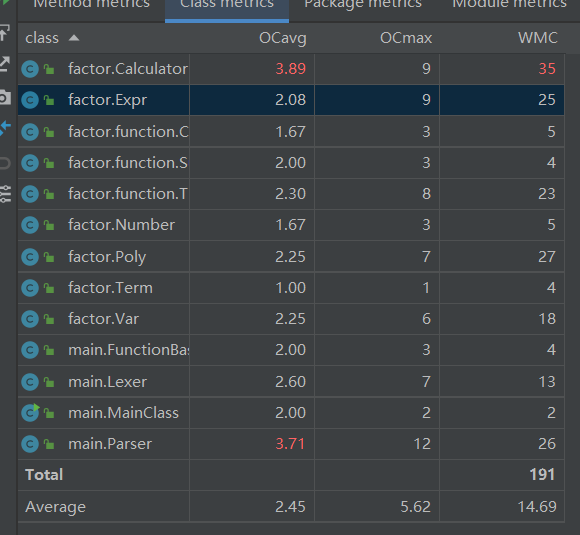 Method metrics Class metrics Package metrics Module metrics
class OCavg OCmax WMC
factor.Calculator 3.89 9 35
factor.Expr 2.08 9 25
factor.function.C 1.67 3 5
factor.function.S 2.00 3 4
factor.function.T 2.30 8 23
factor.Number 1.67 3 5
factor.Poly 2.25 7 27
factor.Term 1.00 1 4
factor.Var 2.25 6 18
main.FunctionBa 2.00 3 4
main.Lexer 2.60 7 13
main.MainClass 2.00 2 2
main.Parser 3.71 12 26
Total 191
Average 2.45 5.62 14.69